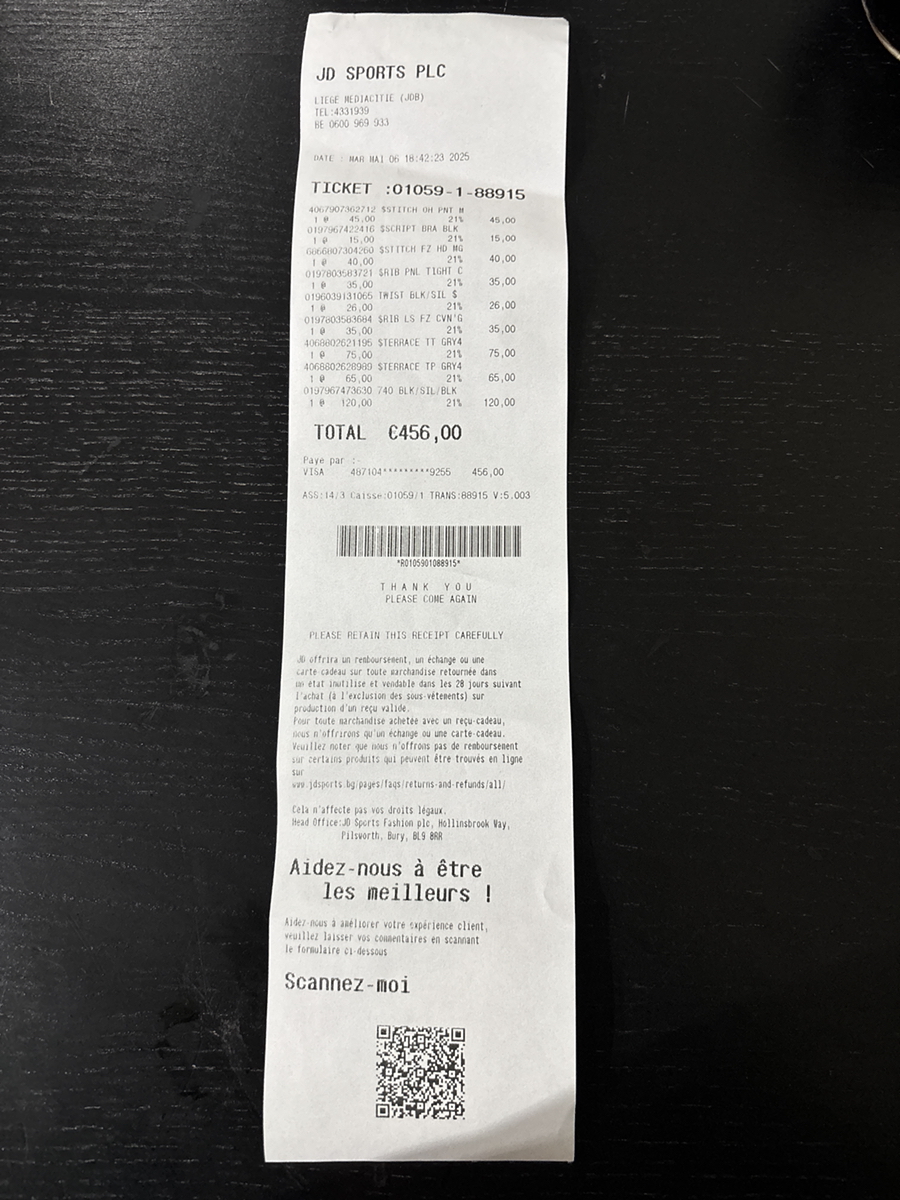 JD SPORTS PLC
LIEGE MEDIACITIE (JDB)
TEL:4331939
BE 0600 969 933
DATE : MAR MAI 06 18:42:23 2025
TICKET :01059-1-88915
4067907362712 $STITCH OH PNT M
1 @ 45,00 21% 45,00
0197967422416 $SCRIPT BRA BLK
1 @ 15,00 21% 15,00
6866807304260 $STITCH FZ HD MG
1 @ 40,00 21% 40,00
0197803583721 $RIB PNL TIGHT C
1 @ 35,00 21% 35,00
0196039131065 TWIST BLK/SIL $
1 @ 26,00 21% 26,00
0197803583684 $RIB LS FZ CVN'G
1 @ 35,00 21% 35,00
4068802621195 $TERRACE TT GRY4
1 @ 75,00 21% 75,00
4068802628989 $TERRACE TP GRY4
1 @ 65,00 21% 65,00
0197967473630 740 BLK/SIL/BLK
1 @ 120,00 21% 120,00
TOTAL €456,00
Paye par :-
VISA 487104*********9255 456,00
ASS:14/3 Caisse:01059/1 TRANS:88915 V:5.003
*R0105901088915*
THANK YOU
PLEASE COME AGAIN
PLEASE RETAIN THIS RECEIPT CAREFULLY
JD offrira un remboursement, un échange ou une
carte-cadeau sur toute marchandise retournée dans
un état inutilisé et vendable dans les 28 jours suivant
l'achat (à l'exclusion des sous-vêtements) sur
production d'un reçu valide.
Pour toute marchandise achetée avec un reçu-cadeau,
nous n'offrirons qu'un échange ou une carte-cadeau.
Veuillez noter que nous n'offrons pas de remboursement
sur certains produits qui peuvent être trouvés en ligne
sur
www.jdsports.bg/pages/faqs/returns-and-refunds/all/
Cela n'affecte pas vos droits légaux.
Head Office:JD Sports Fashion plc, Hollinsbrook Way,
Pilsworth, Bury, BL9 8RR
Aidez-nous à être
les meilleurs !
Aidez-nous à améliorer votre expérience client,
veuillez laisser vos commentaires en scannant
le formulaire ci-dessous
Scannez-moi